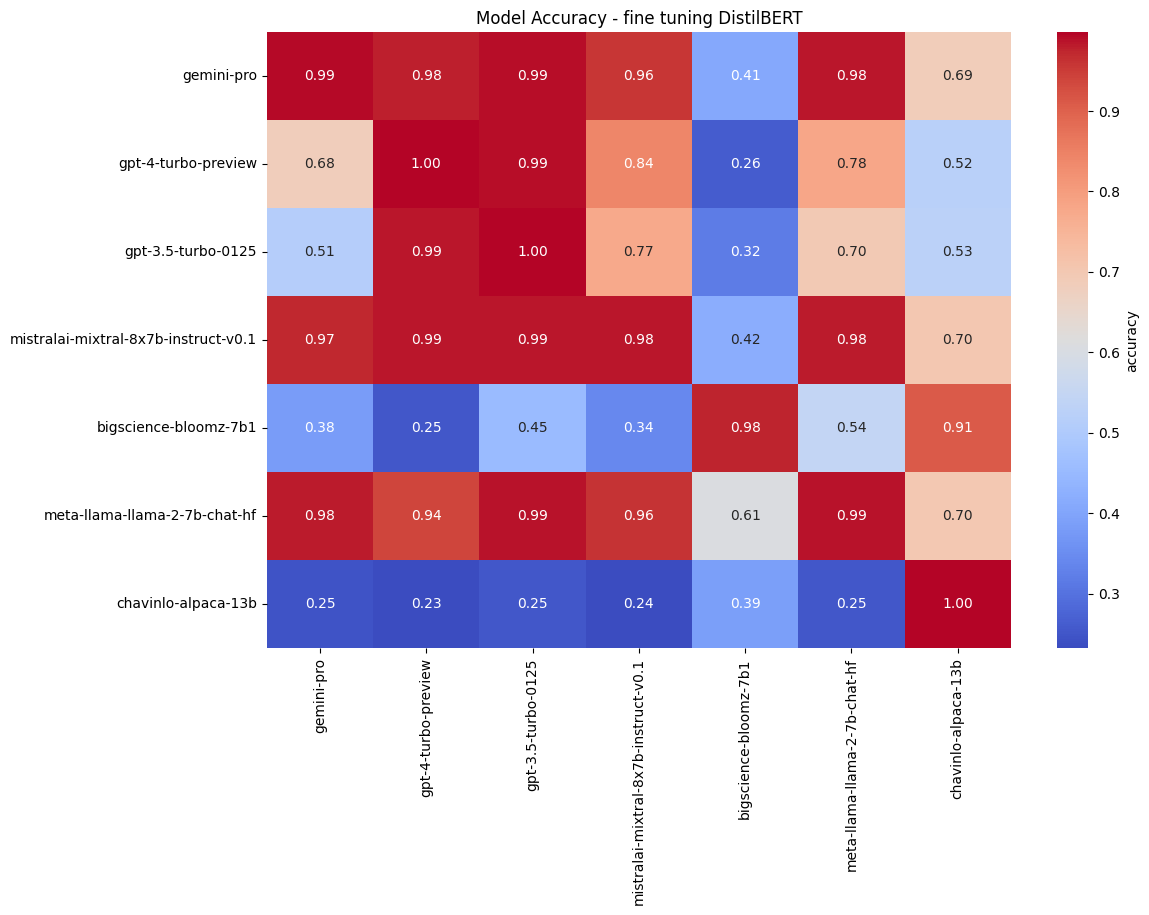 Model Accuracy - fine tuning DistilBERT
gemini-pro 0.99 0.98 0.99 0.96 0.41 0.98 0.69
gpt-4-turbo-preview 0.68 1.00 0.99 0.84 0.26 0.78 0.52
gpt-3.5-turbo-0125 0.51 0.99 1.00 0.77 0.32 0.70 0.53
mistralai-mixtral-8x7b-instruct-v0.1 0.97 0.99 0.99 0.98 0.42 0.98 0.70
bigscience-bloomz-7b1 0.38 0.25 0.45 0.34 0.98 0.54 0.91
meta-llama-llama-2-7b-chat-hf 0.98 0.94 0.99 0.96 0.61 0.99 0.70
chavinlo-alpaca-13b 0.25 0.23 0.25 0.24 0.39 0.25 1.00
gemini-pro
gpt-4-turbo-preview
gpt-3.5-turbo-0125
mistralai-mixtral-8x7b-instruct-v0.1
bigscience-bloomz-7b1
meta-llama-llama-2-7b-chat-hf
chavinlo-alpaca-13b
0.9
0.8
0.7
0.6
0.5
0.4
0.3
accuracy